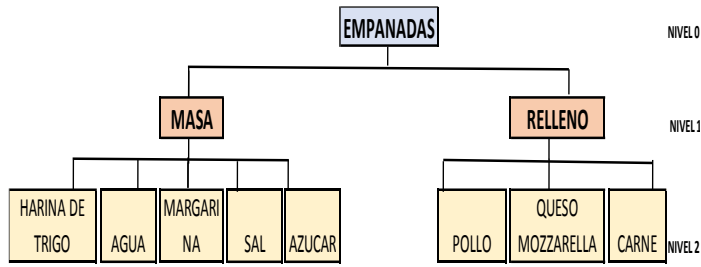 EMPANADAS
NIVEL 0
MASA
RELLENO
NIVEL 1
HARINA DE
TRIGO
AGUA
MARGARI
NA
SAL
AZUCAR
POLLO
QUESO
MOZZARELLA
CARNE
NIVEL 2